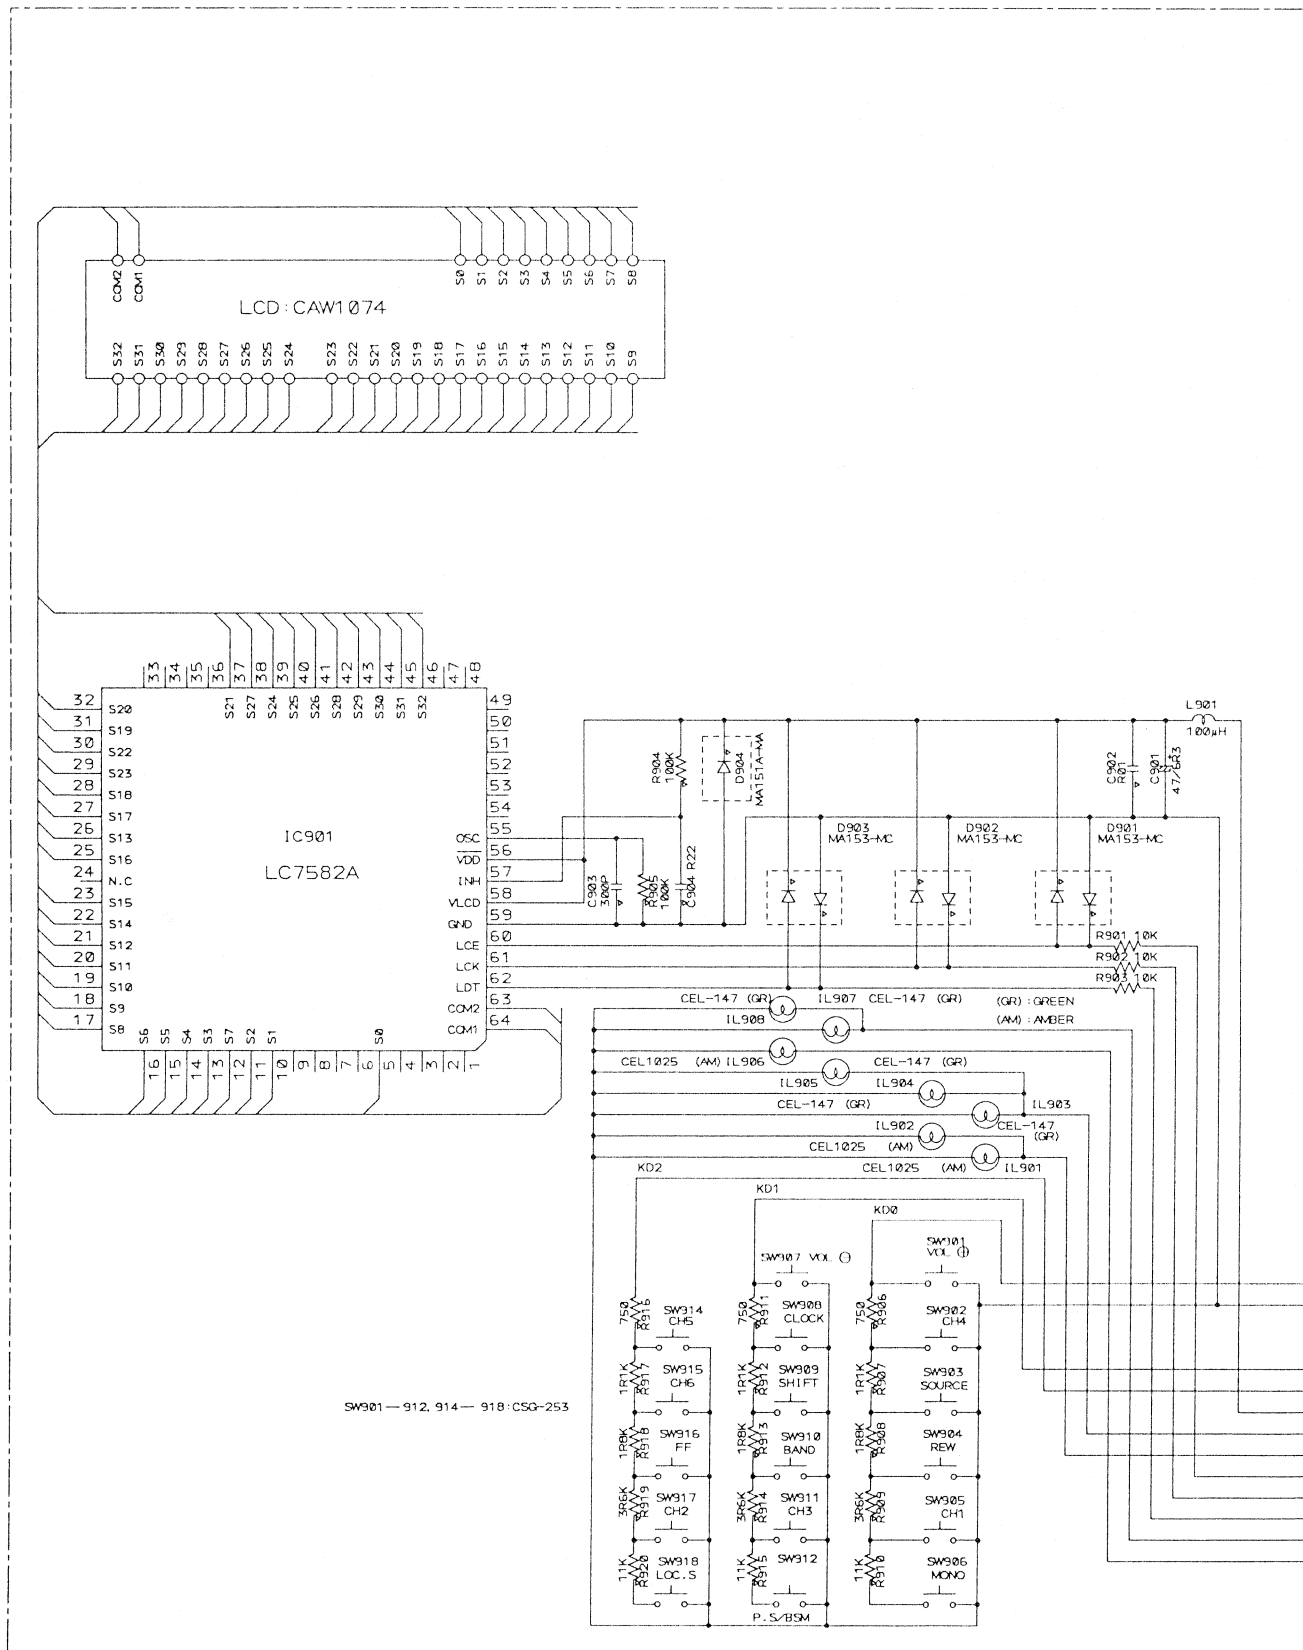 COM2 COM1 S0 S1 S2 S3 S4 S5 S6 S7 S8
LCD:CAW1074
S32 S31 S30 S29 S28 S27 S26 S25 S24 S23 S22 S21 S20 S19 S18 S17 S16 S15 S14 S13 S12 S11 S10 S9
33 34 35 36 37 38 39 40 41 42 43 44 45 46 47 48
S21 S27 S24 S25 S26 S28 S29 S30 S31 S32
32 S20
31 S19
30 S22
29 S23
28 S18
27 S17
26 S13
25 S16
24 N.C
23 S15
22 S14
21 S12
20 S11
19 S10
18 S9
17 S8
IC901
LC7582A
49
50
51
52
53
54
OSC 55
VDD 56
INH 57
VLCD 58
GND 59
LCE 60
LCK 61
LDT 62
COM2 63
COM1 64
S6 S5 S4 S3 S7 S2 S1 S0
16 15 14 13 12 11 10 9 8 7 6 5 4 3 2 1
L901
100μH
R904
100K
D904
MA151A-MA
C902
R01
C901
47/6R3
D903
MA153-MC
D902
MA153-MC
D901
MA153-MC
C903
300P
R905
100K
C904 R22
R901 10K
R902 10K
R903 10K
CEL-147 (GR) IL907 CEL-147 (GR) (GR):GREEN
IL908 (AM):AMBER
CEL1025 (AM) IL906 CEL-147 (GR)
IL905 IL904
CEL-147 (GR) IL903
IL902 CEL-147
(GR)
CEL1025 (AM)
CEL1025 (AM) IL901
KD2
KD1
KD0
SW901
VOL ⊕
SW907 VOL ⊖
750
R916
SW914
CH5
750
R911
SW908
CLOCK
750
R906
SW902
CH4
1R1K
R917
SW915
CH6
1R1K
R912
SW909
SHIFT
1R1K
R907
SW903
SOURCE
SW901—912, 914—918:CSG-253
1R8K
R918
SW916
FF
1R8K
R913
SW910
BAND
1R8K
R908
SW904
REW
3R6K
R919
SW917
CH2
3R6K
R914
SW911
CH3
3R6K
R909
SW905
CH1
11K
R920
SW918
LOC.S
11K
R915
SW912
P.S/BSM
11K
R910
SW906
MONO